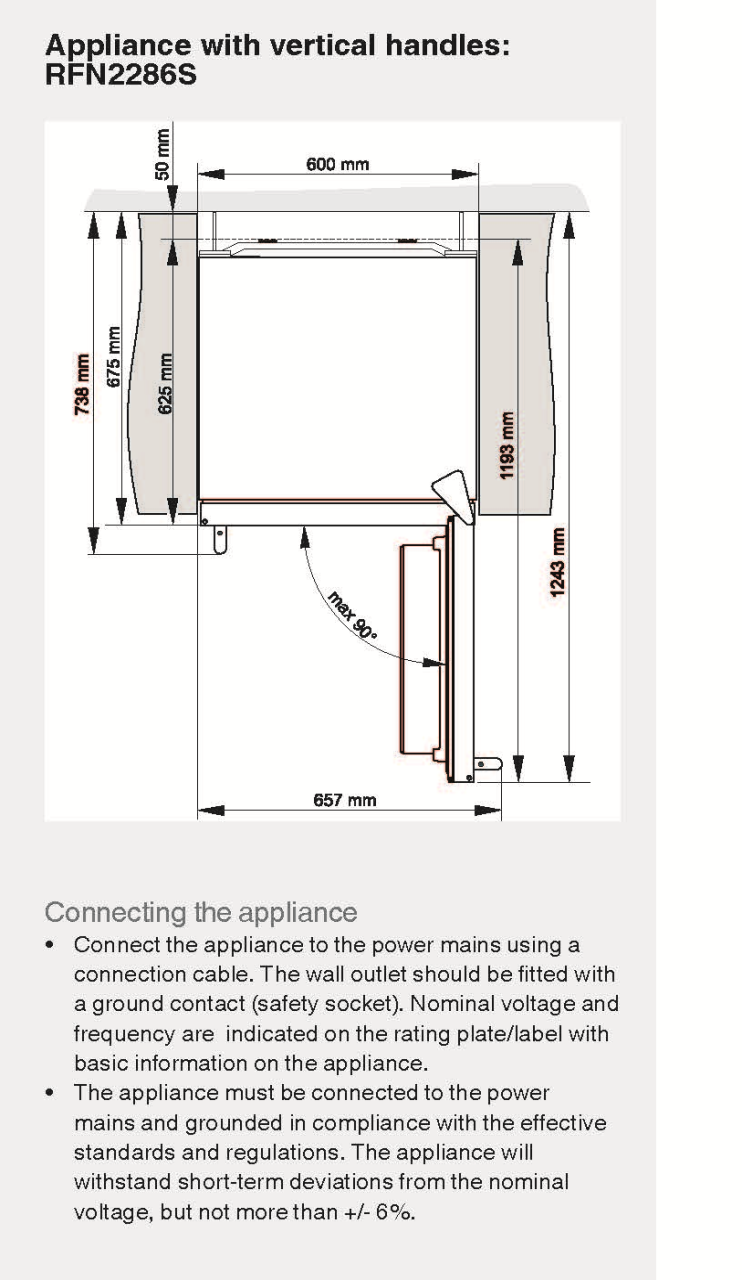 Appliance with vertical handles:
RFN2286S
50 mm
600 mm
738 mm
675 mm
625 mm
1193 mm
1243 mm
max 90°
657 mm
Connecting the appliance
• Connect the appliance to the power mains using a
connection cable. The wall outlet should be fitted with
a ground contact (safety socket). Nominal voltage and
frequency are  indicated on the rating plate/label with
basic information on the appliance.
• The appliance must be connected to the power
mains and grounded in compliance with the effective
standards and regulations. The appliance will
withstand short-term deviations from the nominal
voltage, but not more than +/- 6%.